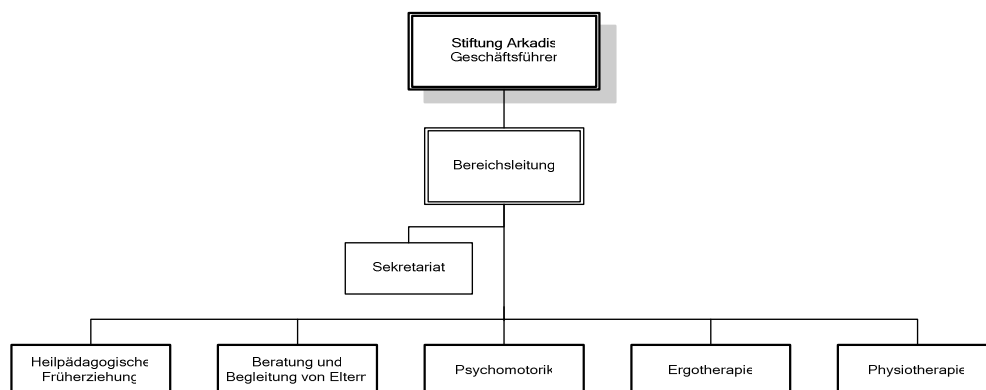 Stiftung Arkadis
Geschäftsführer
Bereichsleitung
Sekretariat
Heilpädagogische
Früherziehung
Beratung und
Begleitung von Eltern
Psychomotorik
Ergotherapie
Physiotherapie